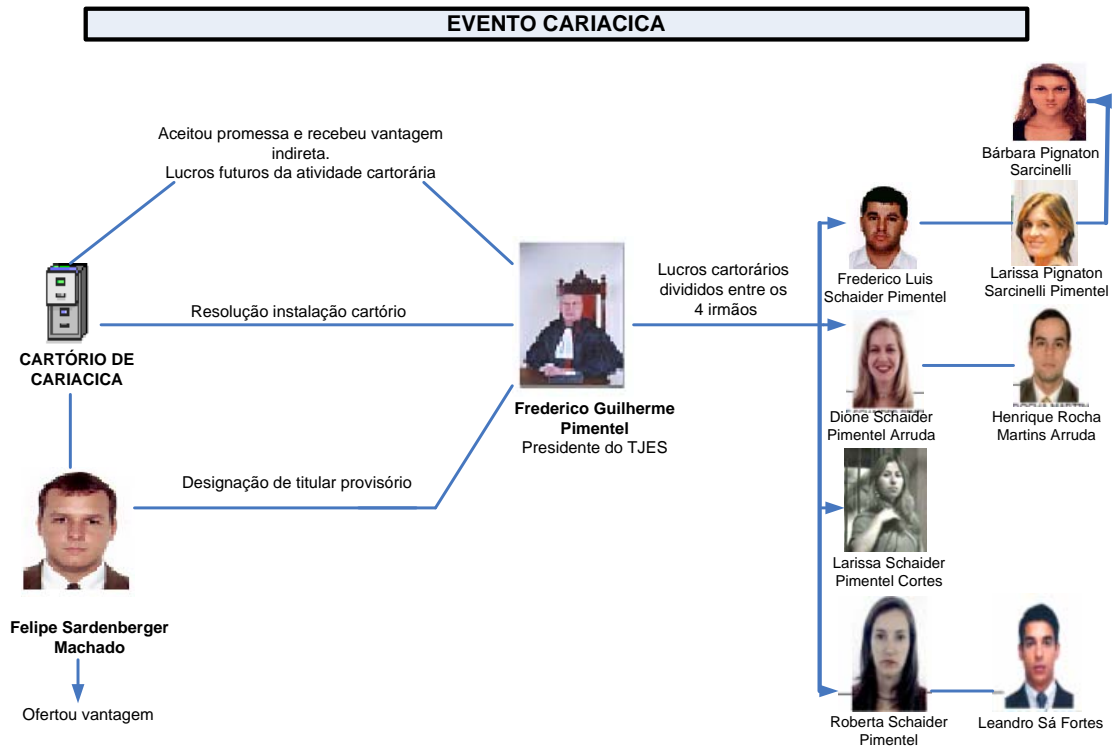 EVENTO CARIACICA
Aceitou promessa e recebeu vantagem
indireta.
Lucros futuros da atividade cartorária
Bárbara Pignaton
Sarcinelli
Resolução instalação cartório
Lucros cartorários
divididos entre os
4 irmãos
Frederico Luis
Schaider Pimentel
Larissa Pignaton
Sarcinelli Pimentel
CARTÓRIO DE
CARIACICA
Frederico Guilherme
Pimentel
Presidente do TJES
Dione Schaider
Pimentel Arruda
Henrique Rocha
Martins Arruda
Designação de titular provisório
Larissa Schaider
Pimentel Cortes
Felipe Sardenberger
Machado
Ofertou vantagem
Roberta Schaider
Pimentel
Leandro Sá Fortes